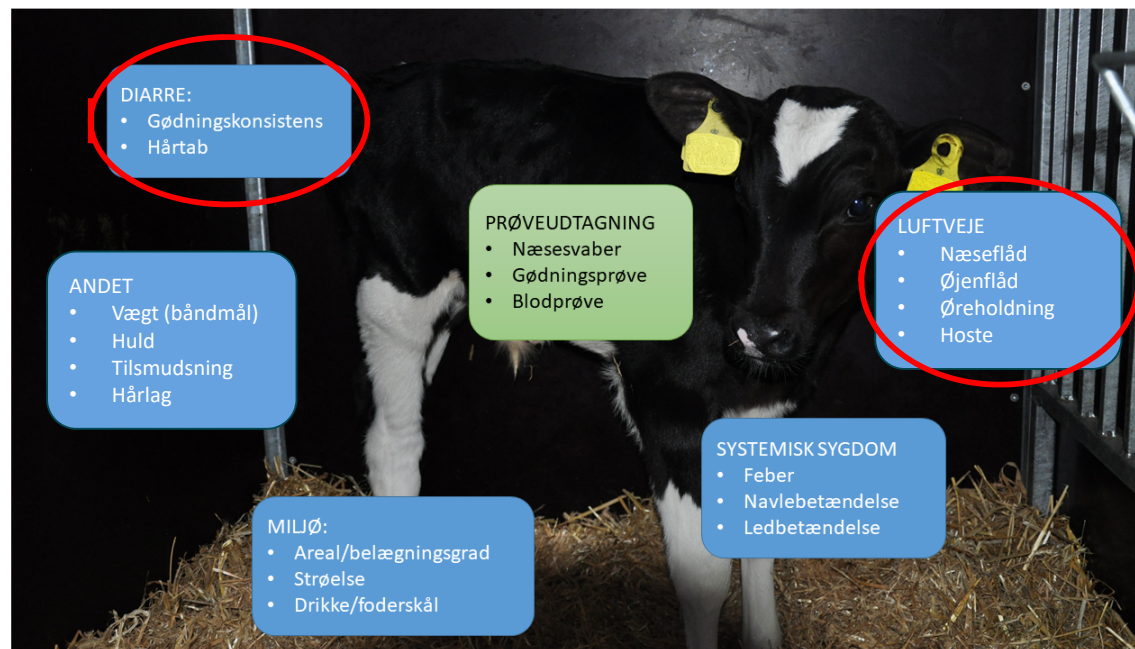 DIARRE:
• Gødningskonsistens
• Hårtab
PRØVEUDTAGNING
• Næsesvaber
• Gødningsprøve
• Blodprøve
LUFTVEJE
• Næseflåd
• Øjenflåd
• Øreholdning
• Hoste
ANDET
• Vægt (båndmål)
• Huld
• Tilsmudsning
• Hårlag
SYSTEMISK SYGDOM
• Feber
• Navlebetændelse
• Ledbetændelse
MILJØ:
• Areal/belægningsgrad
• Strøelse
• Drikke/foderskål